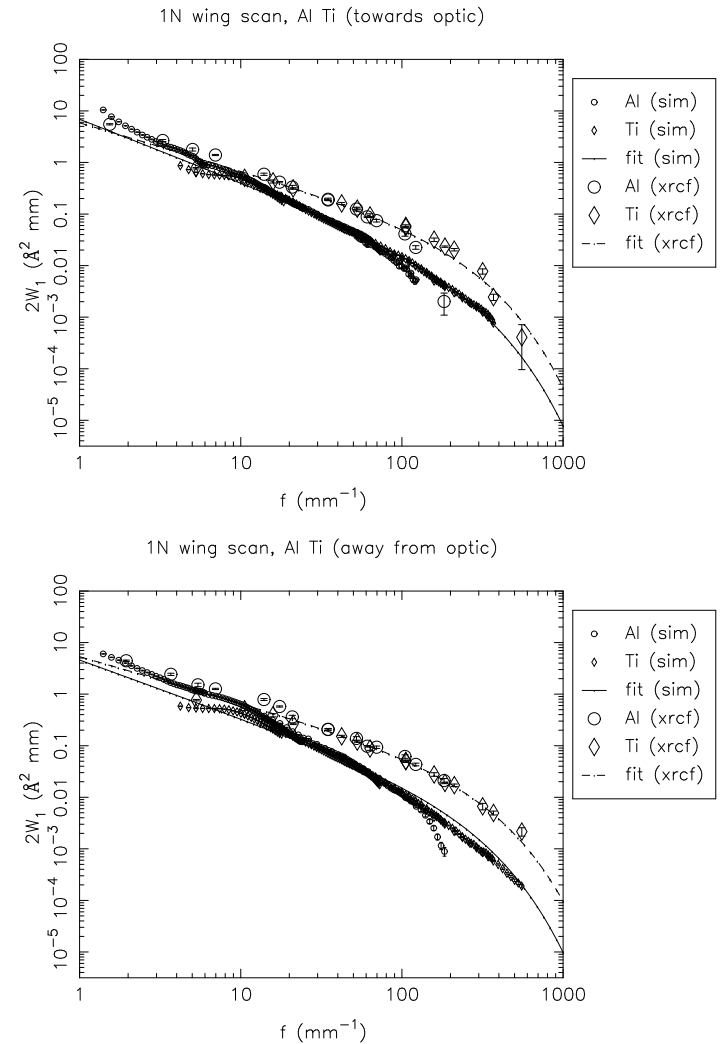 1N wing scan, Al Ti (towards optic)
100
10
1
0.1
0.01
10⁻³
10⁻⁴
10⁻⁵
2W₁ (Å² mm)
1 10 100 1000
f (mm⁻¹)
Al (sim)
Ti (sim)
fit (sim)
Al (xrcf)
Ti (xrcf)
fit (xrcf)
1N wing scan, Al Ti (away from optic)
100
10
1
0.1
0.01
10⁻³
10⁻⁴
10⁻⁵
2W₁ (Å² mm)
1 10 100 1000
f (mm⁻¹)
Al (sim)
Ti (sim)
fit (sim)
Al (xrcf)
Ti (xrcf)
fit (xrcf)